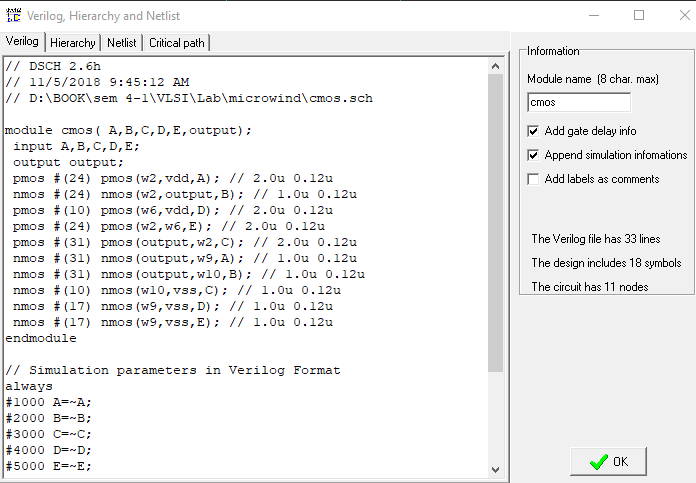 Verilog, Hierarchy and Netlist
Verilog Hierarchy Netlist Critical path
// DSCH 2.6h
// 11/5/2018 9:45:12 AM
// D:\BOOK\sem 4-1\VLSI\Lab\microwind\cmos.sch
module cmos( A,B,C,D,E,output);
input A,B,C,D,E;
output output;
pmos #(24) pmos(w2,vdd,A); // 2.0u 0.12u
nmos #(24) nmos(w2,output,B); // 1.0u 0.12u
pmos #(10) pmos(w6,vdd,D); // 2.0u 0.12u
pmos #(24) pmos(w2,w6,E); // 2.0u 0.12u
pmos #(31) pmos(output,w2,C); // 2.0u 0.12u
nmos #(31) nmos(output,w9,A); // 1.0u 0.12u
nmos #(31) nmos(output,w10,B); // 1.0u 0.12u
nmos #(10) nmos(w10,vss,C); // 1.0u 0.12u
nmos #(17) nmos(w9,vss,D); // 1.0u 0.12u
nmos #(17) nmos(w9,vss,E); // 1.0u 0.12u
endmodule
// Simulation parameters in Verilog Format
always
#1000 A=~A;
#2000 B=~B;
#3000 C=~C;
#4000 D=~D;
#5000 E=~E;
Information
Module name (8 char. max)
cmos
Add gate delay info
Append simulation infomations
Add labels as comments
The Verilog file has 33 lines
The design includes 18 symbols
The circuit has 11 nodes
OK